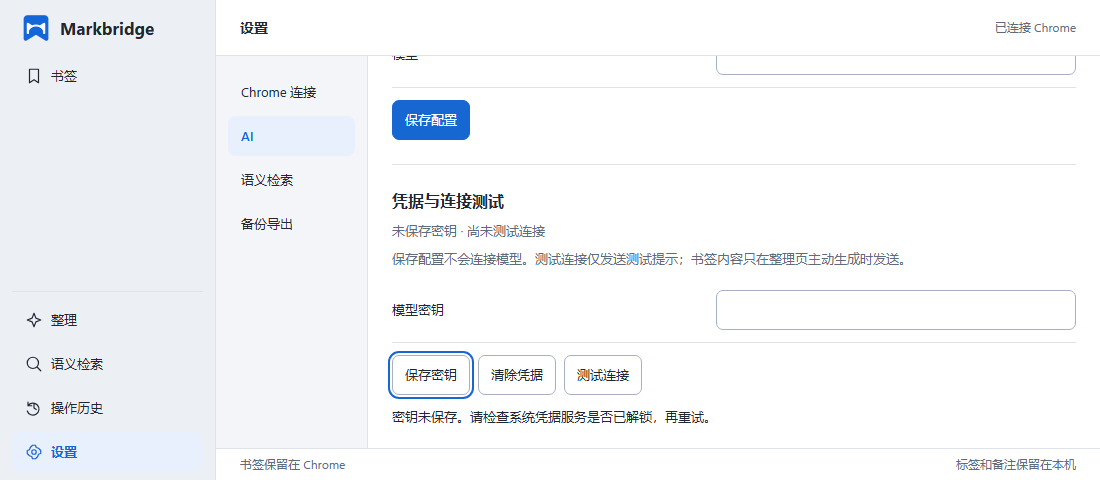 Markbridge
设置
已连接 Chrome
书签
整理
语义检索
操作历史
设置
Chrome 连接
AI
语义检索
备份导出
模型
保存配置
凭据与连接测试
未保存密钥 · 尚未测试连接
保存配置不会连接模型。测试连接仅发送测试提示；书签内容只在整理页主动生成时发送。
模型密钥
保存密钥
清除凭据
测试连接
密钥未保存。请检查系统凭据服务是否已解锁，再重试。
书签保留在 Chrome
标签和备注保留在本机